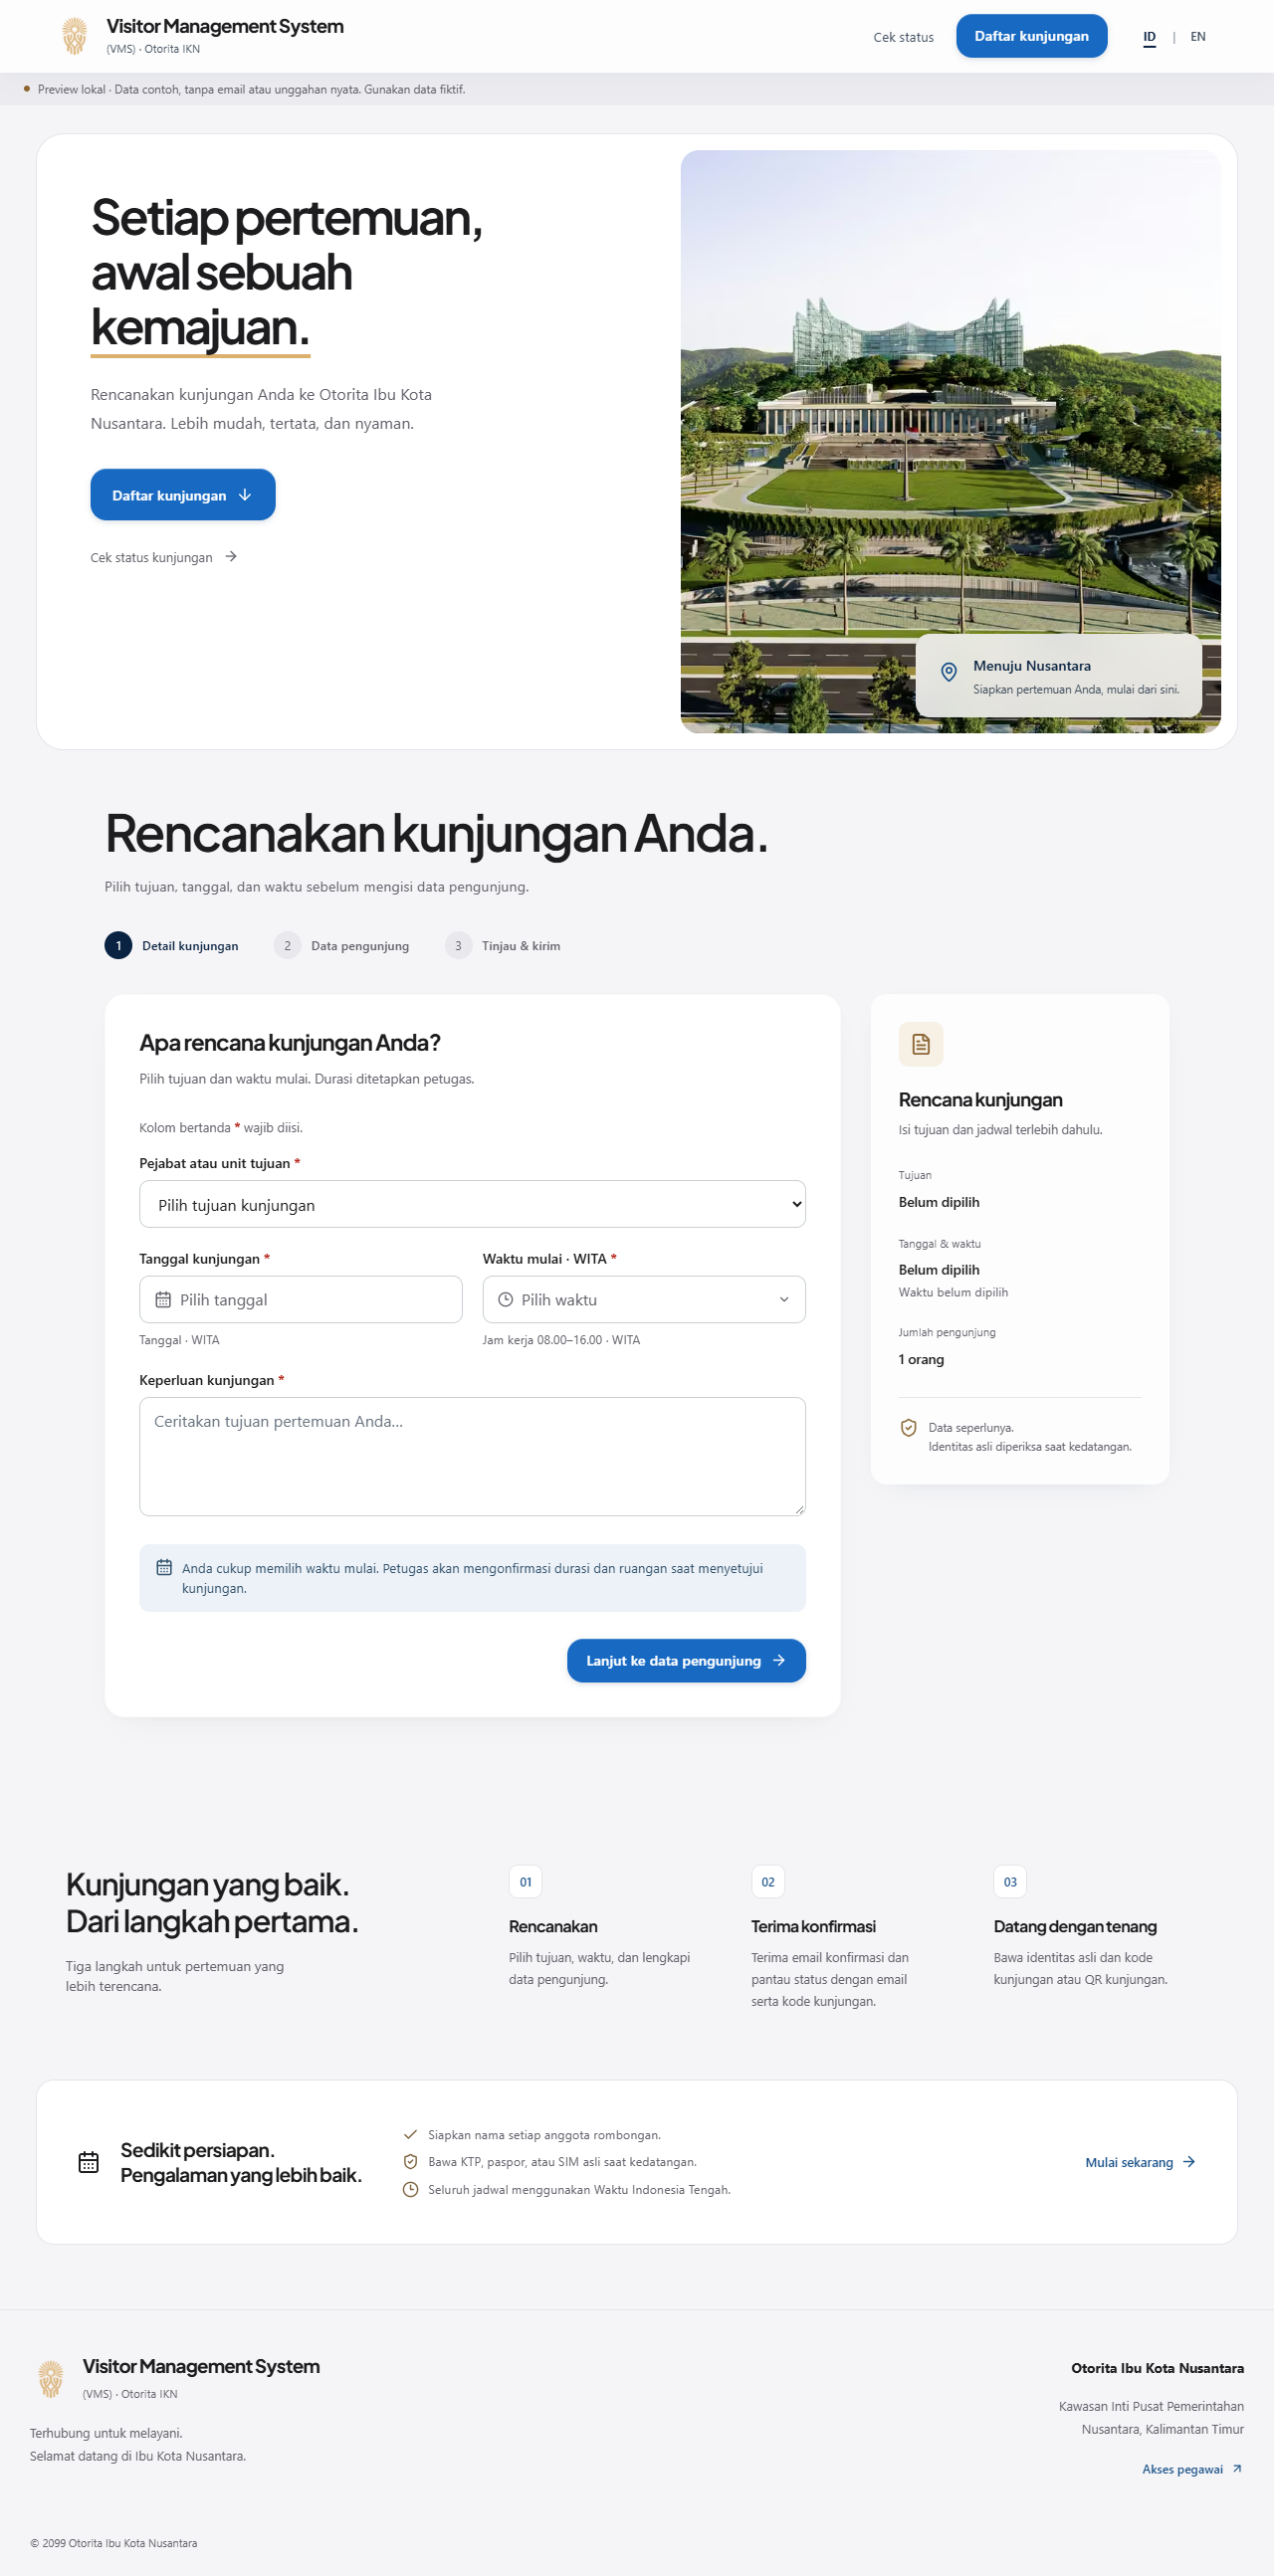 Visitor Management System
(VMS) · Otorita IKN
Cek status
Daftar kunjungan
ID | EN
Preview lokal · Data contoh, tanpa email atau unggahan nyata. Gunakan data fiktif.
Setiap pertemuan,
awal sebuah
kemajuan.
Rencanakan kunjungan Anda ke Otorita Ibu Kota
Nusantara. Lebih mudah, tertata, dan nyaman.
Daftar kunjungan
Cek status kunjungan
Menuju Nusantara
Siapkan pertemuan Anda, mulai dari sini.
Rencanakan kunjungan Anda.
Pilih tujuan, tanggal, dan waktu sebelum mengisi data pengunjung.
1 Detail kunjungan
2 Data pengunjung
3 Tinjau & kirim
Apa rencana kunjungan Anda?
Pilih tujuan dan waktu mulai. Durasi ditetapkan petugas.
Kolom bertanda * wajib diisi.
Pejabat atau unit tujuan *
Pilih tujuan kunjungan
Tanggal kunjungan *
Pilih tanggal
Tanggal · WITA
Waktu mulai · WITA *
Pilih waktu
Jam kerja 08.00–16.00 · WITA
Keperluan kunjungan *
Ceritakan tujuan pertemuan Anda...
Anda cukup memilih waktu mulai. Petugas akan mengonfirmasi durasi dan ruangan saat menyetujui
kunjungan.
Lanjut ke data pengunjung
Rencana kunjungan
Isi tujuan dan jadwal terlebih dahulu.
Tujuan
Belum dipilih
Tanggal & waktu
Belum dipilih
Waktu belum dipilih
Jumlah pengunjung
1 orang
Data seperlunya.
Identitas asli diperiksa saat kedatangan.
Kunjungan yang baik.
Dari langkah pertama.
Tiga langkah untuk pertemuan yang
lebih terencana.
01
Rencanakan
Pilih tujuan, waktu, dan lengkapi
data pengunjung.
02
Terima konfirmasi
Terima email konfirmasi dan
pantau status dengan email
serta kode kunjungan.
03
Datang dengan tenang
Bawa identitas asli dan kode
kunjungan atau QR kunjungan.
Sedikit persiapan.
Pengalaman yang lebih baik.
Siapkan nama setiap anggota rombongan.
Bawa KTP, paspor, atau SIM asli saat kedatangan.
Seluruh jadwal menggunakan Waktu Indonesia Tengah.
Mulai sekarang
Visitor Management System
(VMS) · Otorita IKN
Terhubung untuk melayani.
Selamat datang di Ibu Kota Nusantara.
Otorita Ibu Kota Nusantara
Kawasan Inti Pusat Pemerintahan
Nusantara, Kalimantan Timur
Akses pegawai
© 2099 Otorita Ibu Kota Nusantara